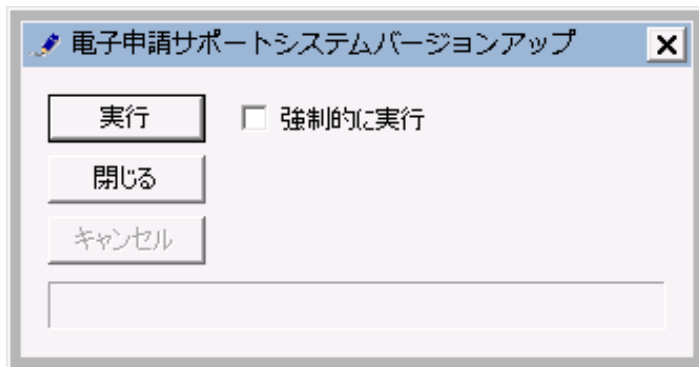 電子申請サポートシステムバージョンアップ
実行
強制的に実行
閉じる
キャンセル